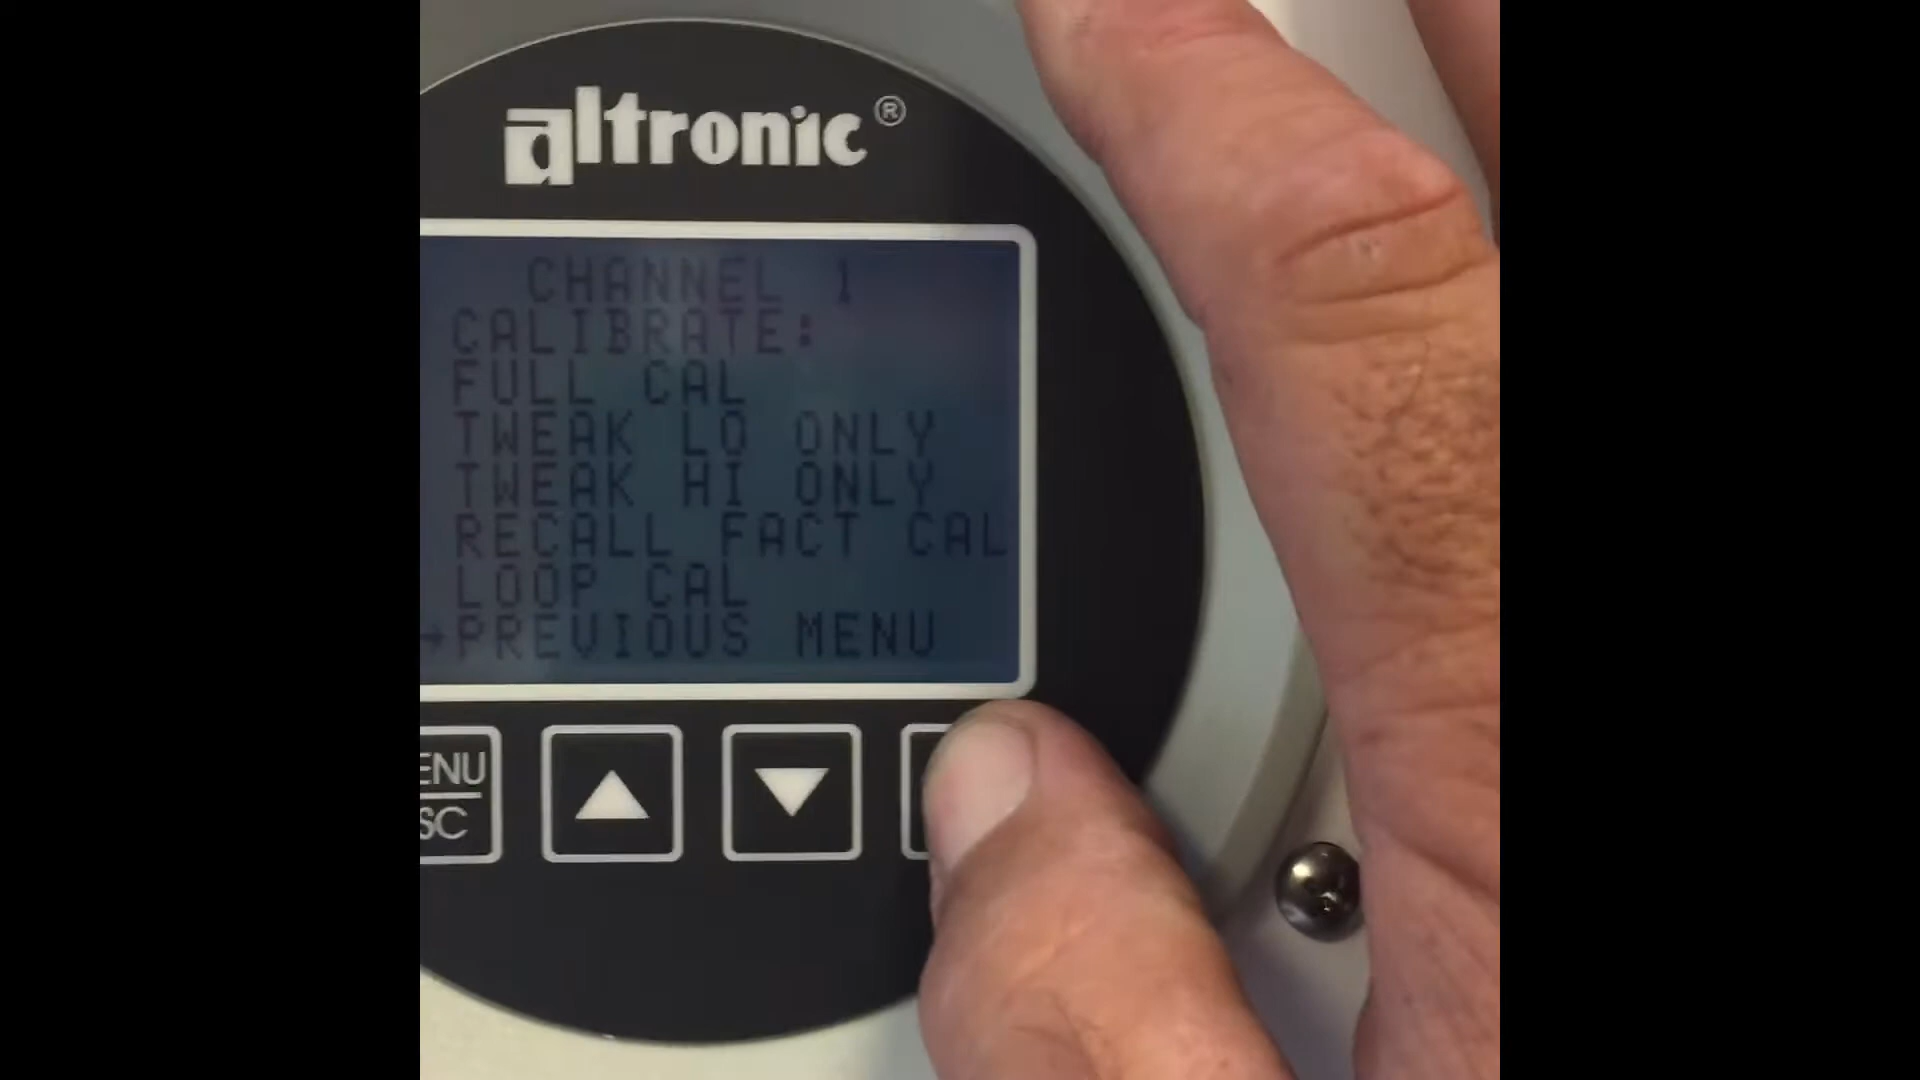 altronic®
CHANNEL 1
CALIBRATE:
FULL CAL
TWEAK LO ONLY
TWEAK HI ONLY
RECALL FACT CAL
LOOP CAL
→PREVIOUS MENU
ENU
SC